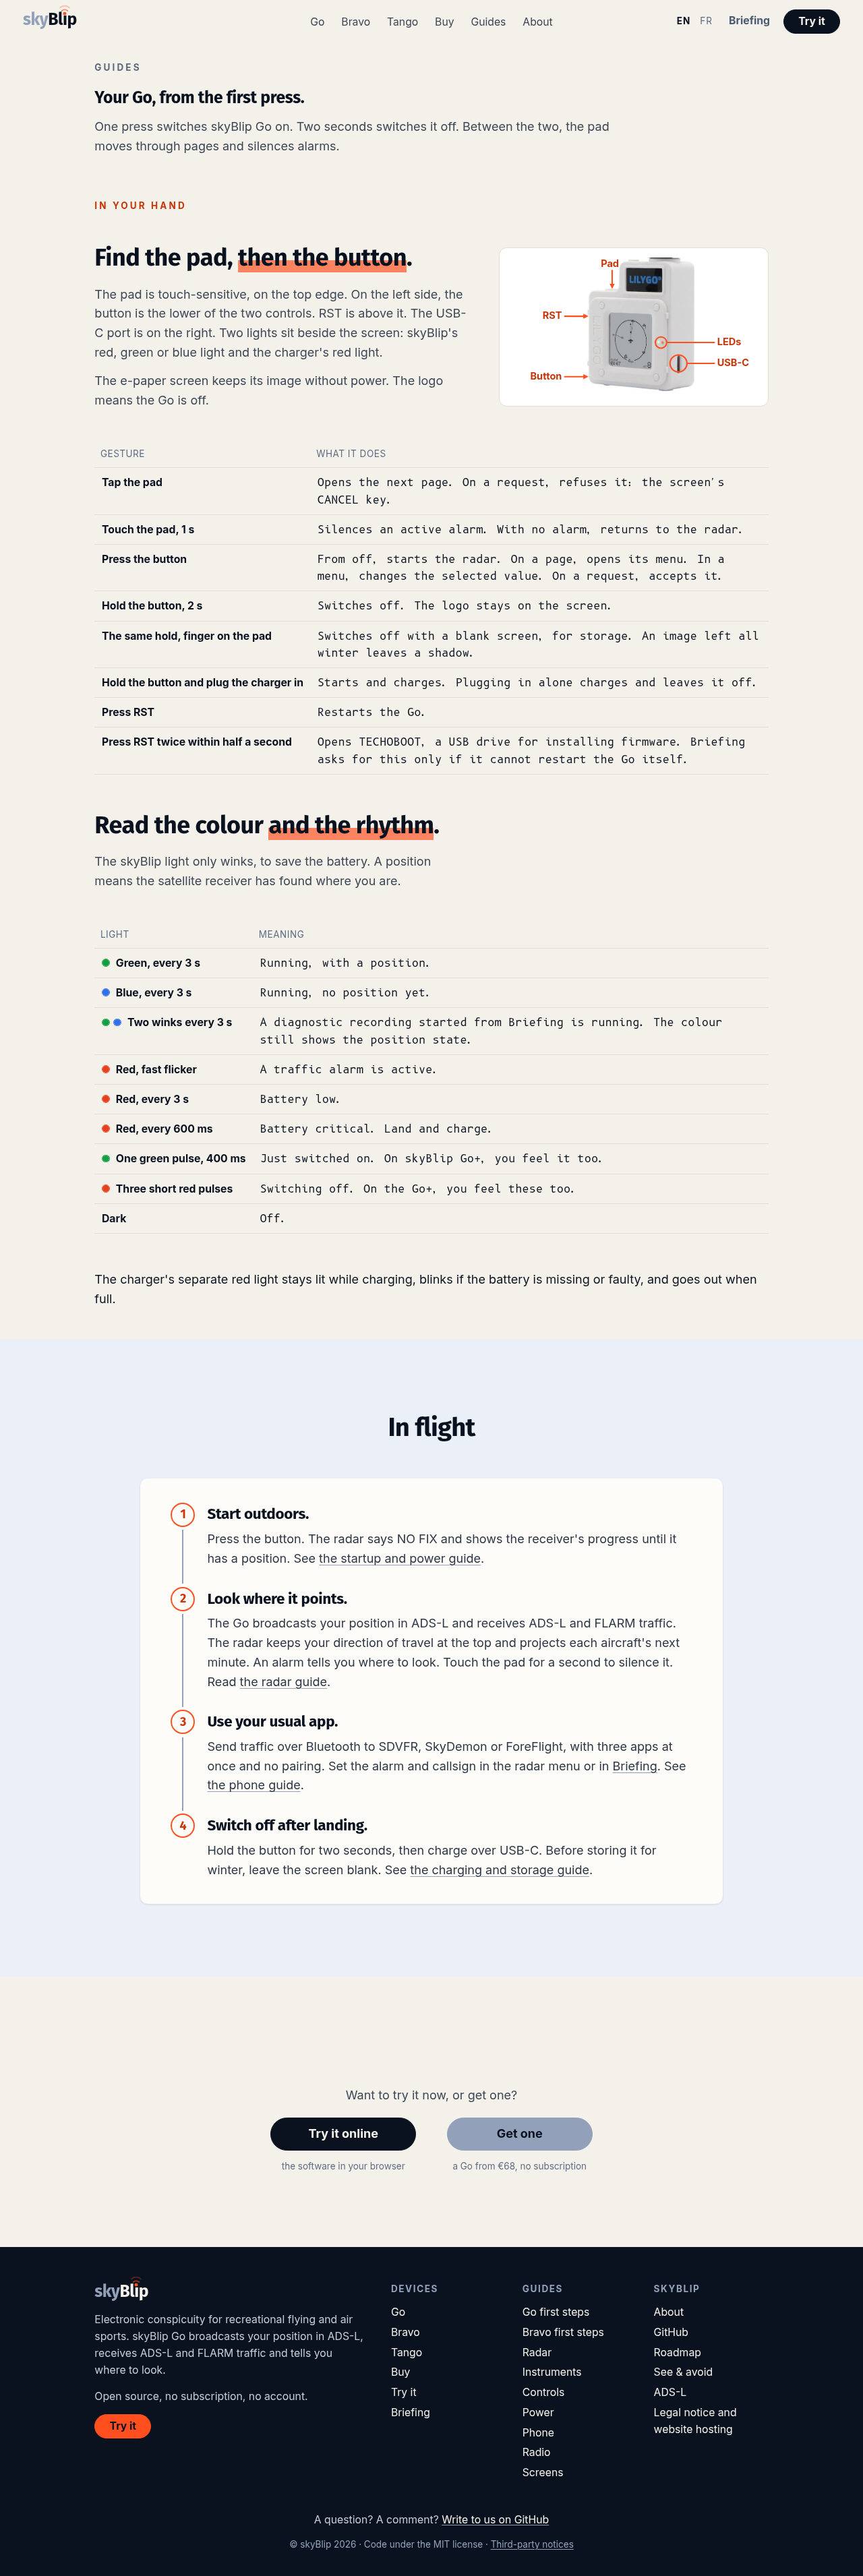 skyBlip
Go Bravo Tango Buy Guides About
EN FR Briefing Try it
GUIDES
Your Go, from the first press.
One press switches skyBlip Go on. Two seconds switches it off. Between the two, the pad
moves through pages and silences alarms.
IN YOUR HAND
Find the pad, then the button.
The pad is touch-sensitive, on the top edge. On the left side, the
button is the lower of the two controls. RST is above it. The USB-
C port is on the right. Two lights sit beside the screen: skyBlip's
red, green or blue light and the charger's red light.
The e-paper screen keeps its image without power. The logo
means the Go is off.
Pad
LILYGO
RST
LEDs
USB-C
Button
GESTURE WHAT IT DOES
Tap the pad Opens the next page. On a request, refuses it: the screen's
CANCEL key.
Touch the pad, 1 s Silences an active alarm. With no alarm, returns to the radar.
Press the button From off, starts the radar. On a page, opens its menu. In a
menu, changes the selected value. On a request, accepts it.
Hold the button, 2 s Switches off. The logo stays on the screen.
The same hold, finger on the pad Switches off with a blank screen, for storage. An image left all
winter leaves a shadow.
Hold the button and plug the charger in Starts and charges. Plugging in alone charges and leaves it off.
Press RST Restarts the Go.
Press RST twice within half a second Opens TECHOBOOT, a USB drive for installing firmware. Briefing
asks for this only if it cannot restart the Go itself.
Read the colour and the rhythm.
The skyBlip light only winks, to save the battery. A position
means the satellite receiver has found where you are.
LIGHT MEANING
Green, every 3 s Running, with a position.
Blue, every 3 s Running, no position yet.
Two winks every 3 s A diagnostic recording started from Briefing is running. The colour
still shows the position state.
Red, fast flicker A traffic alarm is active.
Red, every 3 s Battery low.
Red, every 600 ms Battery critical. Land and charge.
One green pulse, 400 ms Just switched on. On skyBlip Go+, you feel it too.
Three short red pulses Switching off. On the Go+, you feel these too.
Dark Off.
The charger's separate red light stays lit while charging, blinks if the battery is missing or faulty, and goes out when
full.
In flight
1 Start outdoors.
Press the button. The radar says NO FIX and shows the receiver's progress until it
has a position. See the startup and power guide.
2 Look where it points.
The Go broadcasts your position in ADS-L and receives ADS-L and FLARM traffic.
The radar keeps your direction of travel at the top and projects each aircraft's next
minute. An alarm tells you where to look. Touch the pad for a second to silence it.
Read the radar guide.
3 Use your usual app.
Send traffic over Bluetooth to SDVFR, SkyDemon or ForeFlight, with three apps at
once and no pairing. Set the alarm and callsign in the radar menu or in Briefing. See
the phone guide.
4 Switch off after landing.
Hold the button for two seconds, then charge over USB-C. Before storing it for
winter, leave the screen blank. See the charging and storage guide.
Want to try it now, or get one?
Try it online Get one
the software in your browser a Go from €68, no subscription
skyBlip
Electronic conspicuity for recreational flying and air
sports. skyBlip Go broadcasts your position in ADS-L,
receives ADS-L and FLARM traffic and tells you
where to look.
Open source, no subscription, no account.
Try it
DEVICES
Go
Bravo
Tango
Buy
Try it
Briefing
GUIDES
Go first steps
Bravo first steps
Radar
Instruments
Controls
Power
Phone
Radio
Screens
SKYBLIP
About
GitHub
Roadmap
See & avoid
ADS-L
Legal notice and
website hosting
A question? A comment? Write to us on GitHub
© skyBlip 2026 · Code under the MIT license · Third-party notices